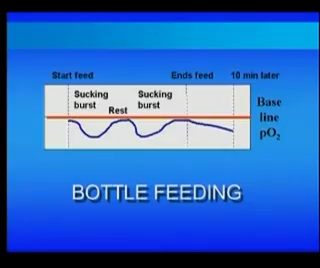 Start feed Ends feed 10 min later
Sucking burst Rest Sucking burst
Base line pO₂
BOTTLE FEEDING